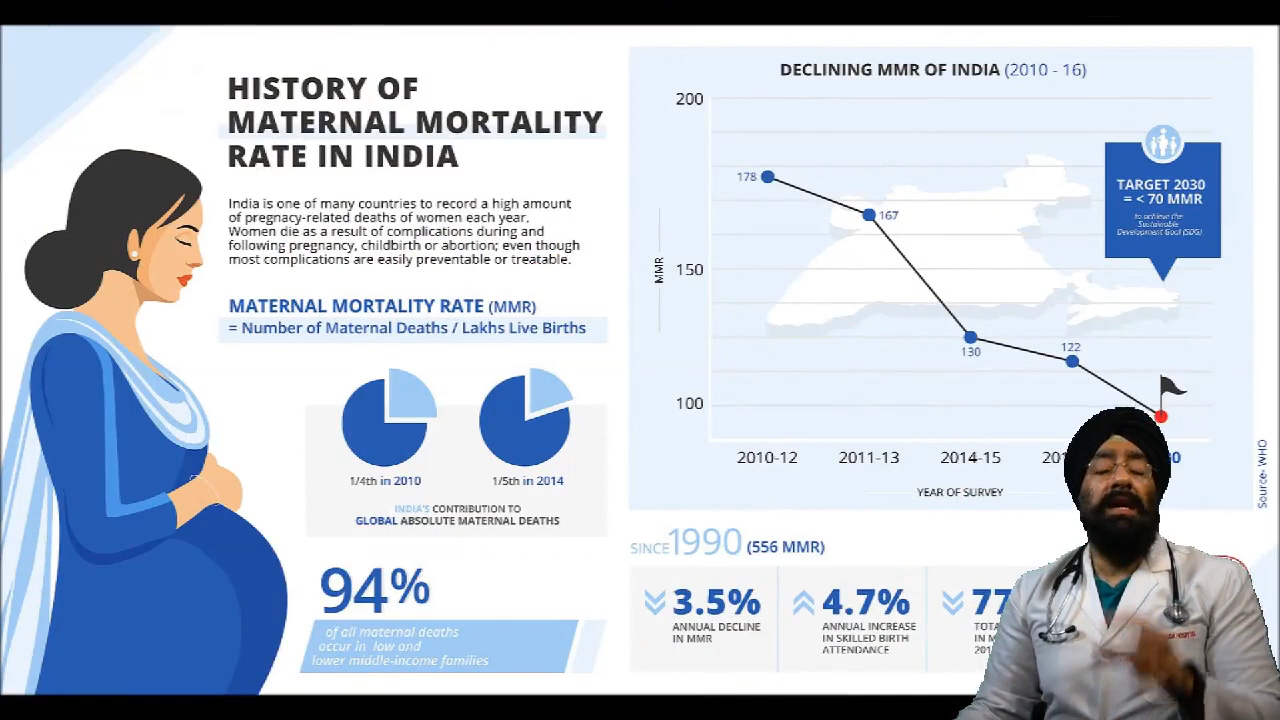 HISTORY OF
MATERNAL MORTALITY
RATE IN INDIA
India is one of many countries to record a high amount
of pregnacy-related deaths of women each year.
Women die as a result of complications during and
following pregnancy, childbirth or abortion; even though
most complications are easily preventable or treatable.
MATERNAL MORTALITY RATE (MMR)
= Number of Maternal Deaths / Lakhs Live Births
1/4th in 2010
1/5th in 2014
INDIA'S CONTRIBUTION TO
GLOBAL ABSOLUTE MATERNAL DEATHS
94%
of all maternal deaths
occur in low and
lower middle-income families
DECLINING MMR OF INDIA (2010 - 16)
200
150
100
MMR
178
167
130
122
TARGET 2030
= < 70 MMR
to achieve the
Sustainable
Development Goal (SDG)
2010-12
2011-13
2014-15
YEAR OF SURVEY
Source- WHO
SINCE 1990 (556 MMR)
3.5%
ANNUAL DECLINE
IN MMR
4.7%
ANNUAL INCREASE
IN SKILLED BIRTH
ATTENDANCE
77